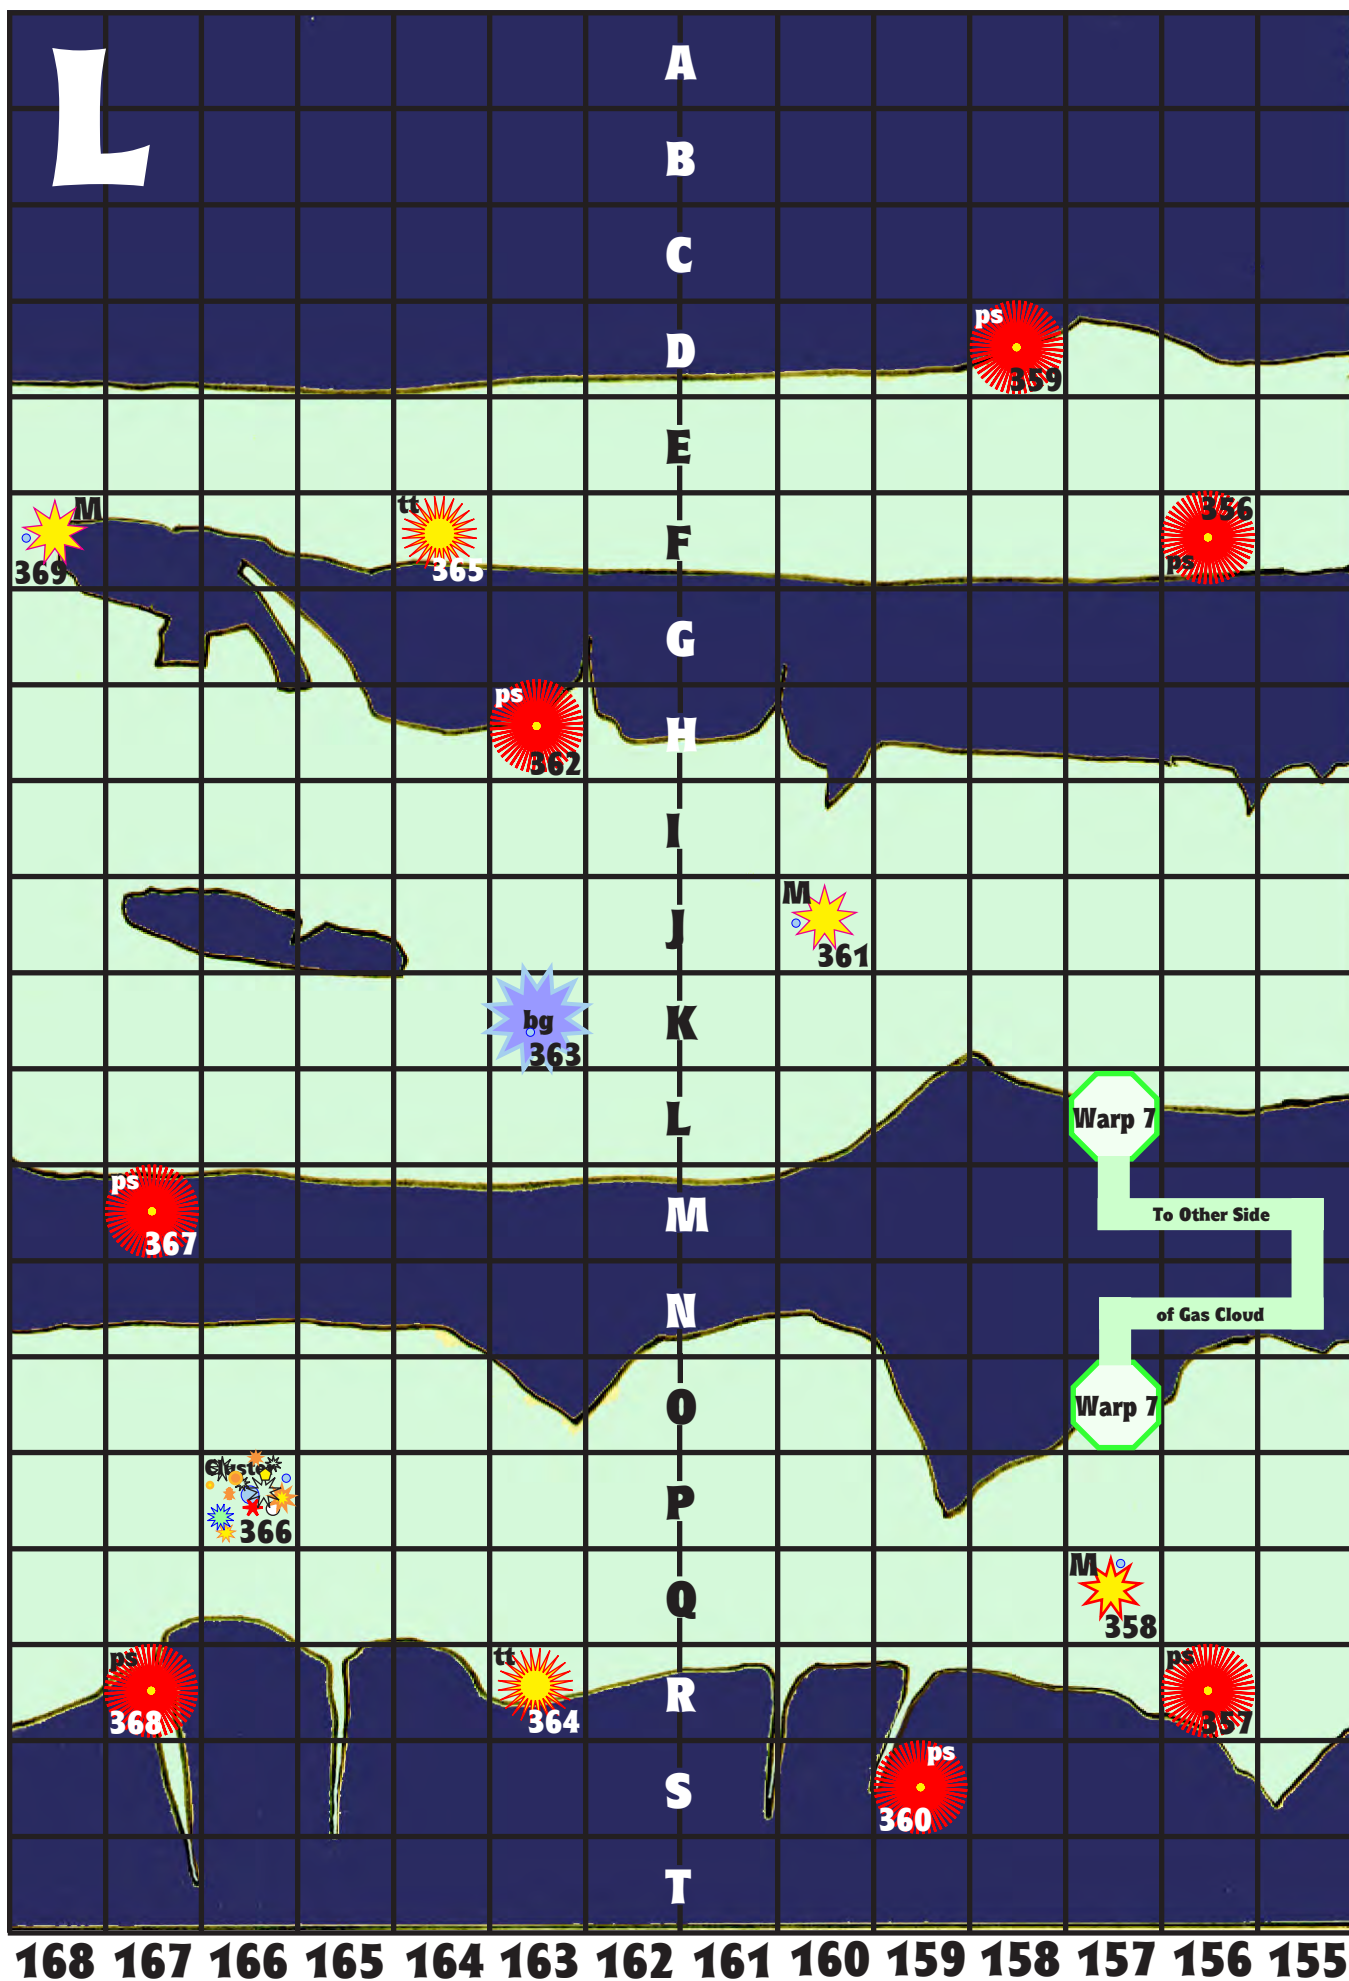 L
A
B
C
ps
D
359
E
M
tt
356
F
ps
369
365
G
ps
H
362
I
M
J
361
bg
K
363
Warp 7
L
ps
M
To Other Side
367
N
of Gas Cloud
O
Warp 7
Cluster
P
366
M
Q
358
ps
tt
ps
R
368
364
357
ps
S
360
T
168 167 166 165 164 163 162 161 160 159 158 157 156 155